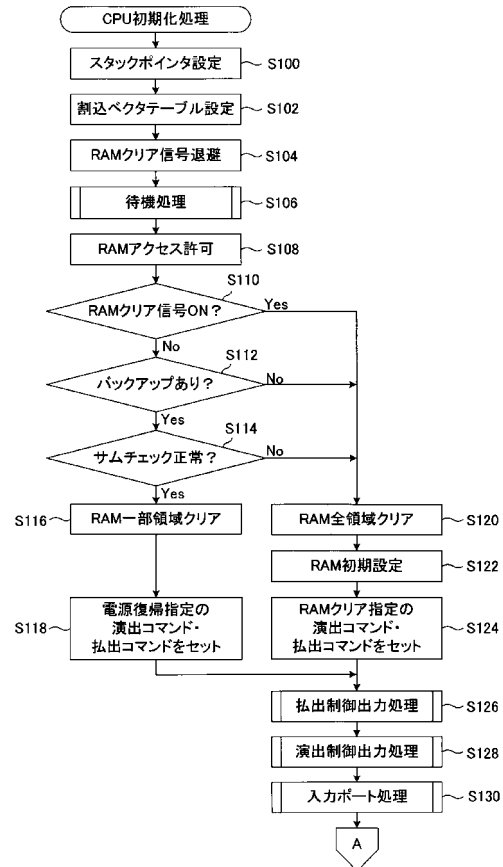 CPU初期化処理
スタックポインタ設定
S100
割込ベクタテーブル設定
S102
RAMクリア信号退避
S104
待機処理
S106
RAMアクセス許可
S108
S110
RAMクリア信号ON?
Yes
No
S112
バックアップあり?
No
Yes
S114
サムチェック正常?
No
Yes
S116
RAM一部領域クリア
RAM全領域クリア
S120
RAM初期設定
S122
S118
電源復帰指定の
演出コマンド・
払出コマンドをセット
RAMクリア指定の
演出コマンド・
払出コマンドをセット
S124
払出制御出力処理
S126
演出制御出力処理
S128
入力ポート処理
S130
A